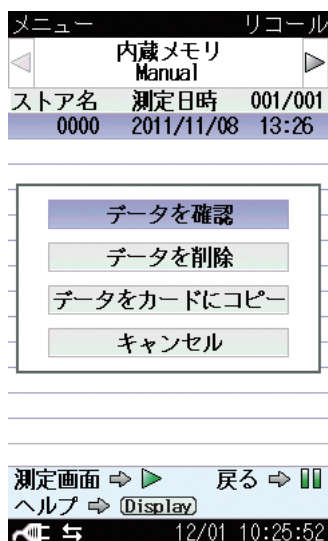 メニュー リコール
内蔵メモリ
Manual
ストア名 測定日時 001/001
0000 2011/11/08 13:26
データを確認
データを削除
データをカードにコピー
キャンセル
測定画面 ⇨ ▷ 戻る ⇨ 
ヘルプ ⇨ Display
12/01 10:25:52